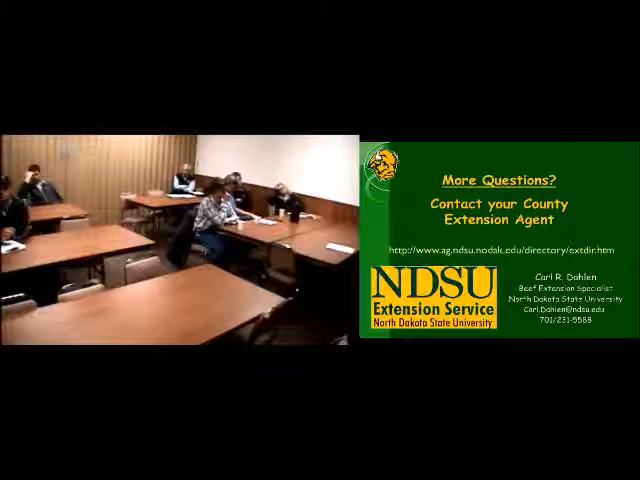 More Questions?
Contact your County
Extension Agent
http://www.ag.ndsu.nodak.edu/directory/extdir.htm
NDSU
Extension Service
North Dakota State University
Carl R. Dahlen
Beef Extension Specialist
North Dakota State University
Carl.Dahlen@ndsu.edu
701/231-5588